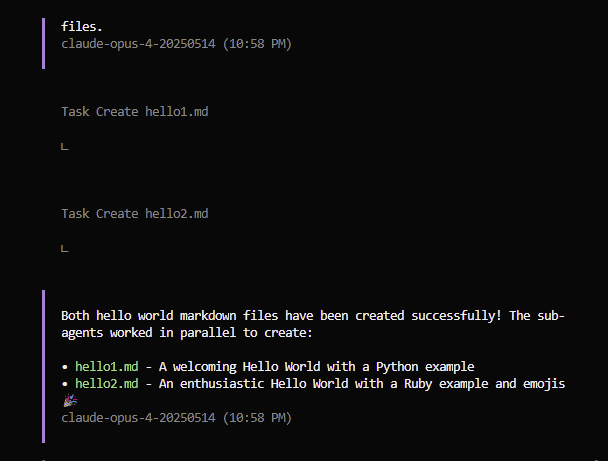 files.
claude-opus-4-20250514 (10:58 PM)
Task Create hello1.md
Task Create hello2.md
Both hello world markdown files have been created successfully! The sub-
agents worked in parallel to create:
• hello1.md - A welcoming Hello World with a Python example
• hello2.md - An enthusiastic Hello World with a Ruby example and emojis
🎉
claude-opus-4-20250514 (10:58 PM)